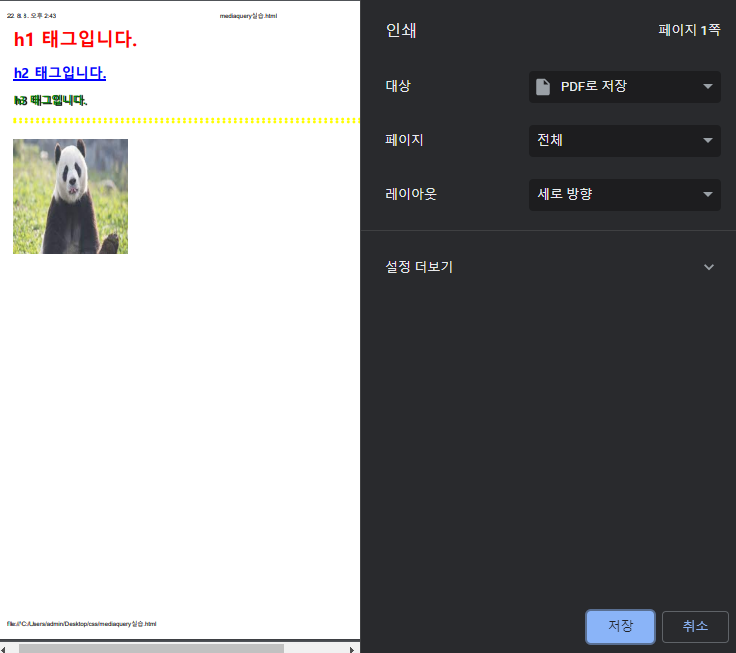 22. 8. 8. 오후 2:43 mediaquery실습.html
h1 태그입니다.
h2 태그입니다.
h3 태그입니다.
file:///C:/Users/admin/Desktop/css/mediaquery실습.html
인쇄 페이지 1쪽
대상 PDF로 저장
페이지 전체
레이아웃 세로 방향
설정 더보기
저장 취소